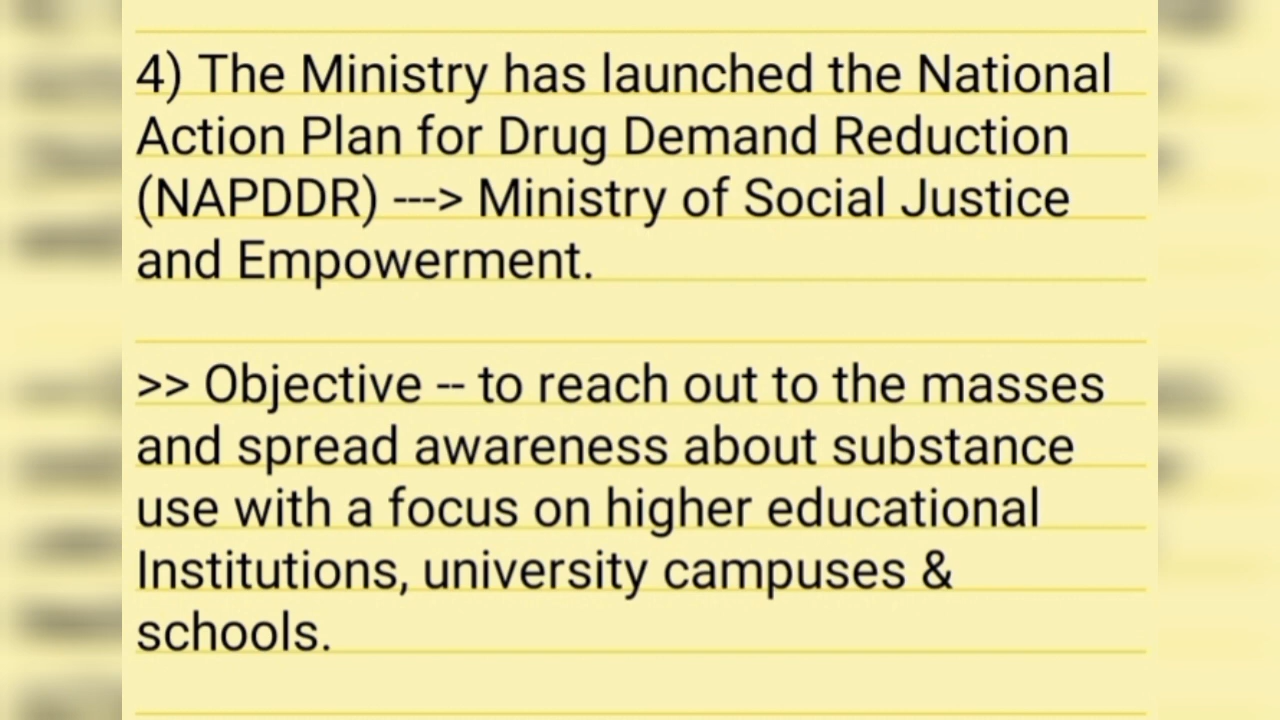 4) The Ministry has launched the National
Action Plan for Drug Demand Reduction
(NAPDDR) ---> Ministry of Social Justice
and Empowerment.
>> Objective -- to reach out to the masses
and spread awareness about substance
use with a focus on higher educational
Institutions, university campuses &
schools.